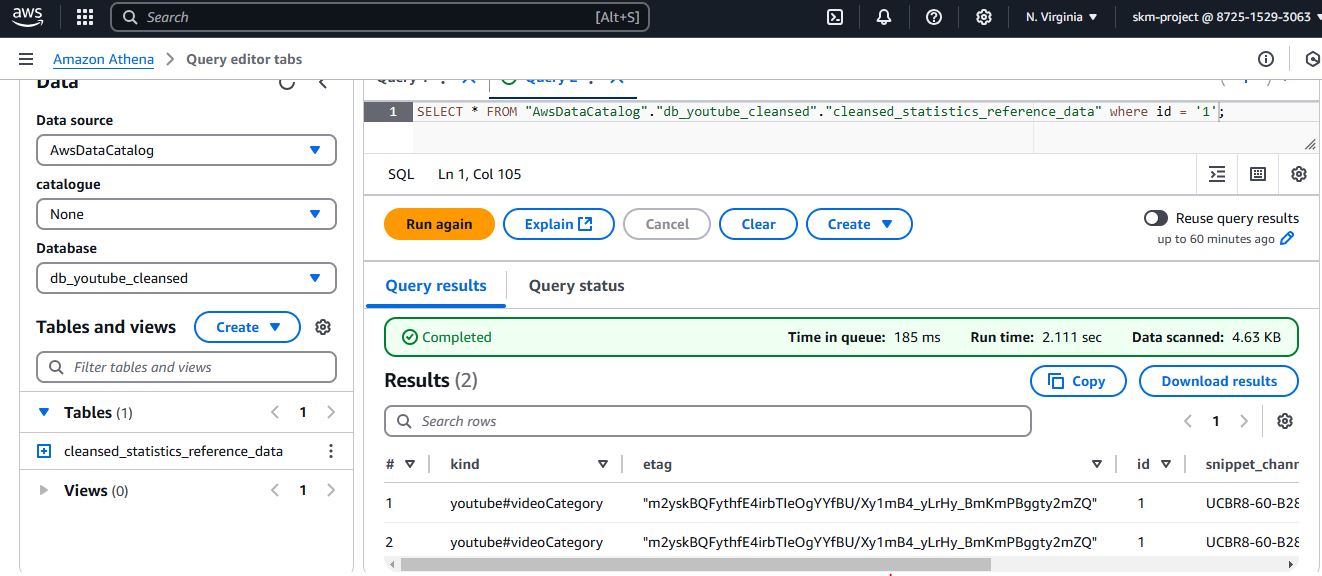 aws
Search [Alt+S]
N. Virginia
skm-project @ 8725-1529-3063
Amazon Athena
Query editor tabs
Data
Data source
AwsDataCatalog
catalogue
None
Database
db_youtube_cleansed
Tables and views
Create
Filter tables and views
Tables (1)
1
cleansed_statistics_reference_data
Views (0)
1
1 SELECT * FROM "AwsDataCatalog"."db_youtube_cleansed"."cleansed_statistics_reference_data" where id = '1';
SQL Ln 1, Col 105
Run again
Explain
Cancel
Clear
Create
Reuse query results
up to 60 minutes ago
Query results
Query status
Completed
Time in queue: 185 ms Run time: 2.111 sec Data scanned: 4.63 KB
Results (2)
Copy
Download results
Search rows
1
# kind etag id snippet_chann
1 youtube#videoCategory "m2yskBQFythfE4irbTIeOgYYfBU/Xy1mB4_yLrHy_BmKmPBggty2mZQ" 1 UCBR8-60-B28
2 youtube#videoCategory "m2yskBQFythfE4irbTIeOgYYfBU/Xy1mB4_yLrHy_BmKmPBggty2mZQ" 1 UCBR8-60-B28